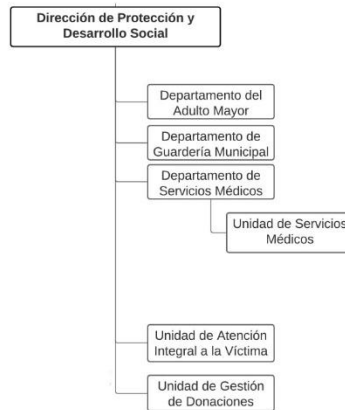 Dirección de Protección y
Desarrollo Social
Departamento del
Adulto Mayor
Departamento de
Guardería Municipal
Departamento de
Servicios Médicos
Unidad de Servicios
Médicos
Unidad de Atención
Integral a la Víctima
Unidad de Gestión
de Donaciones